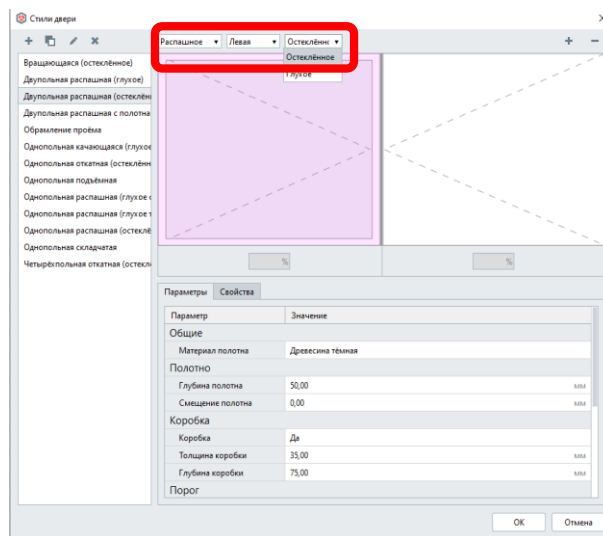 Стили двери
Распашное Левая
Остеклённое
Глухое
Вращающаяся (остеклённое)
Двупольная распашная (глухое)
Двупольная распашная (остеклён
Двупольная распашная с полотна
Обрамление проёма
Однопольная качающаяся (глухое
Однопольная откатная (остеклённ
Однопольная подъёмная
Однопольная распашная (глухое
Однопольная распашная (глухое
Однопольная распашная (остеклё
Однопольная складчатая
Четырёхпольная откатная (остекл
% %
Параметры Свойства
Параметр Значение
Общие
Материал полотна Древесина тёмная
Полотно
Глубина полотна 50,00 мм
Смещение полотна 0,00 мм
Коробка
Коробка Да
Толщина коробки 35,00 мм
Глубина коробки 75,00 мм
Порог
OK Отмена